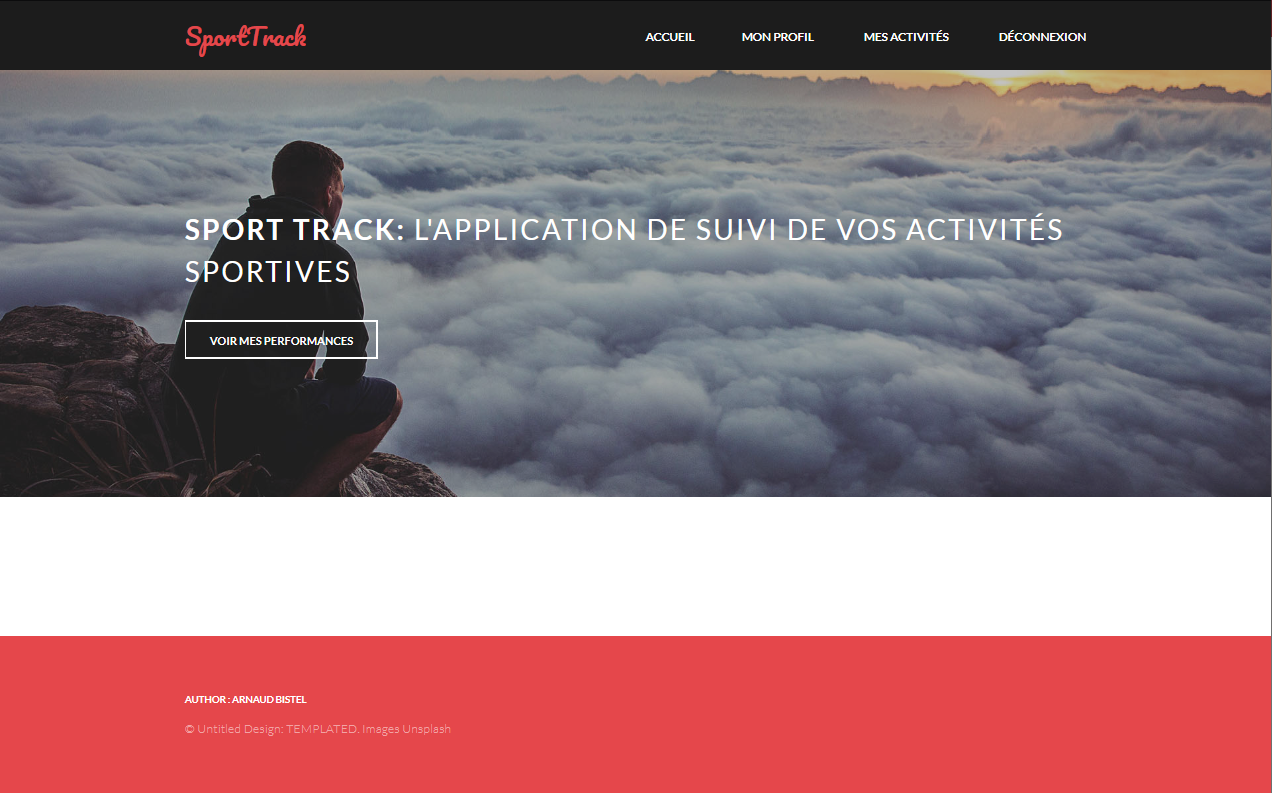 SportTrack
ACCUEIL MON PROFIL MES ACTIVITÉS DÉCONNEXION
SPORT TRACK: L'APPLICATION DE SUIVI DE VOS ACTIVITÉS
SPORTIVES
VOIR MES PERFORMANCES
AUTHOR : ARNAUD BISTEL
© Untitled Design: TEMPLATED. Images Unsplash